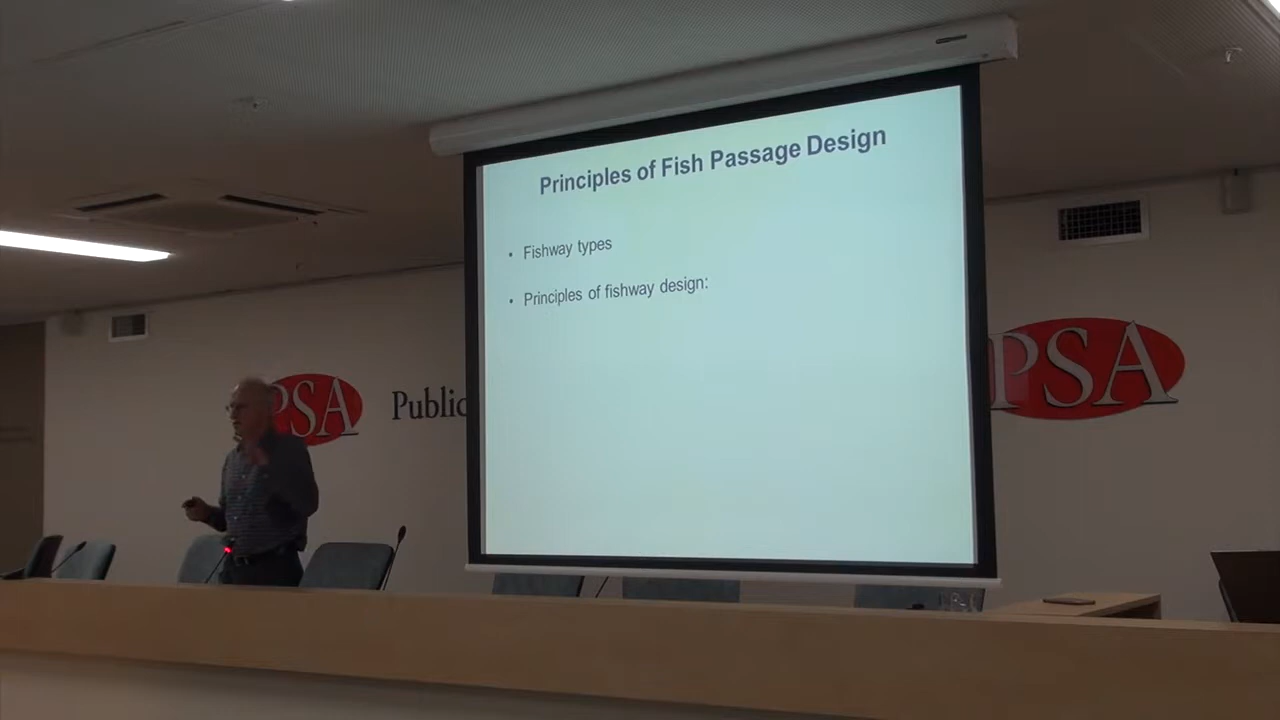 Principles of Fish Passage Design
• Fishway types
• Principles of fishway design:
PSA
Public
PSA